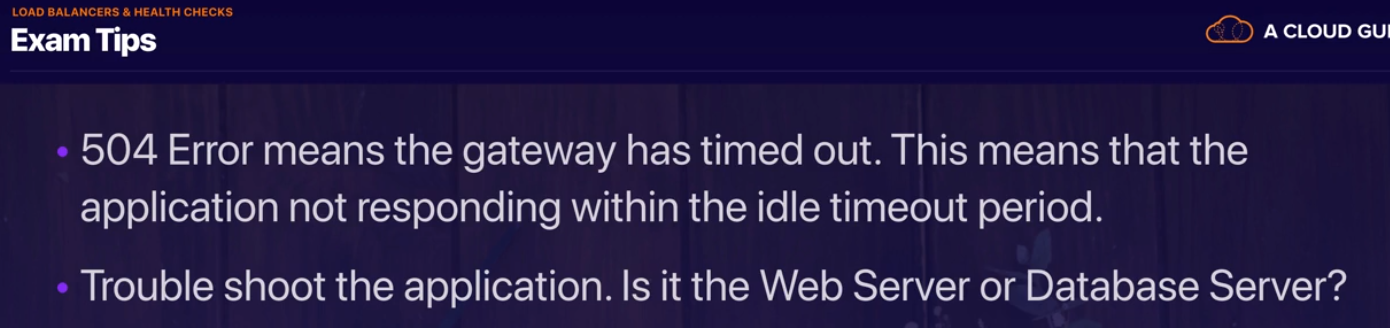 LOAD BALANCERS & HEALTH CHECKS
Exam Tips
A CLOUD
• 504 Error means the gateway has timed out. This means that the
application not responding within the idle timeout period.
• Trouble shoot the application. Is it the Web Server or Database Server?